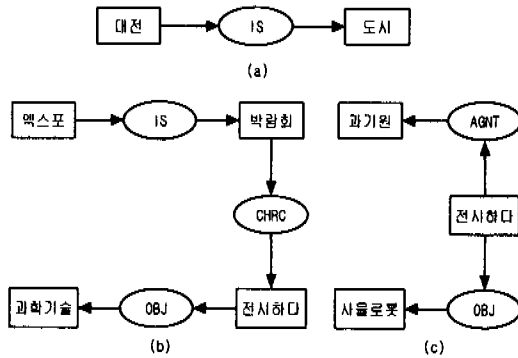 대전 IS 도시
(a)
엑스포 IS 박람회
과기원 AGNT
CHRC
전시하다
과학기술 OBJ 전시하다
사율로봇 OBJ
(b)
(c)